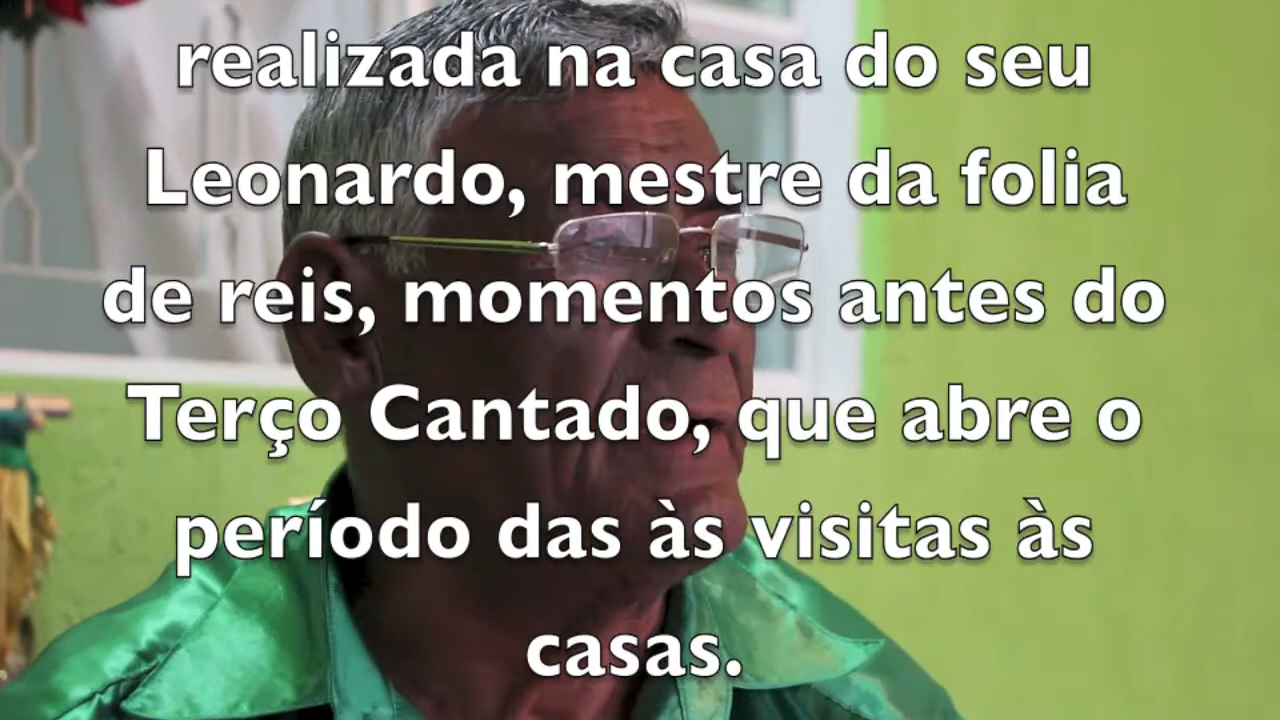 realizada na casa do seu
Leonardo, mestre da folia
de reis, momentos antes do
Terço Cantado, que abre o
período das às visitas às
casas.